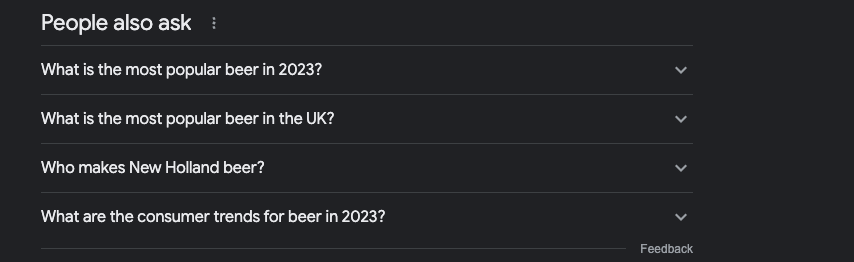 People also ask
What is the most popular beer in 2023?
What is the most popular beer in the UK?
Who makes New Holland beer?
What are the consumer trends for beer in 2023?
Feedback